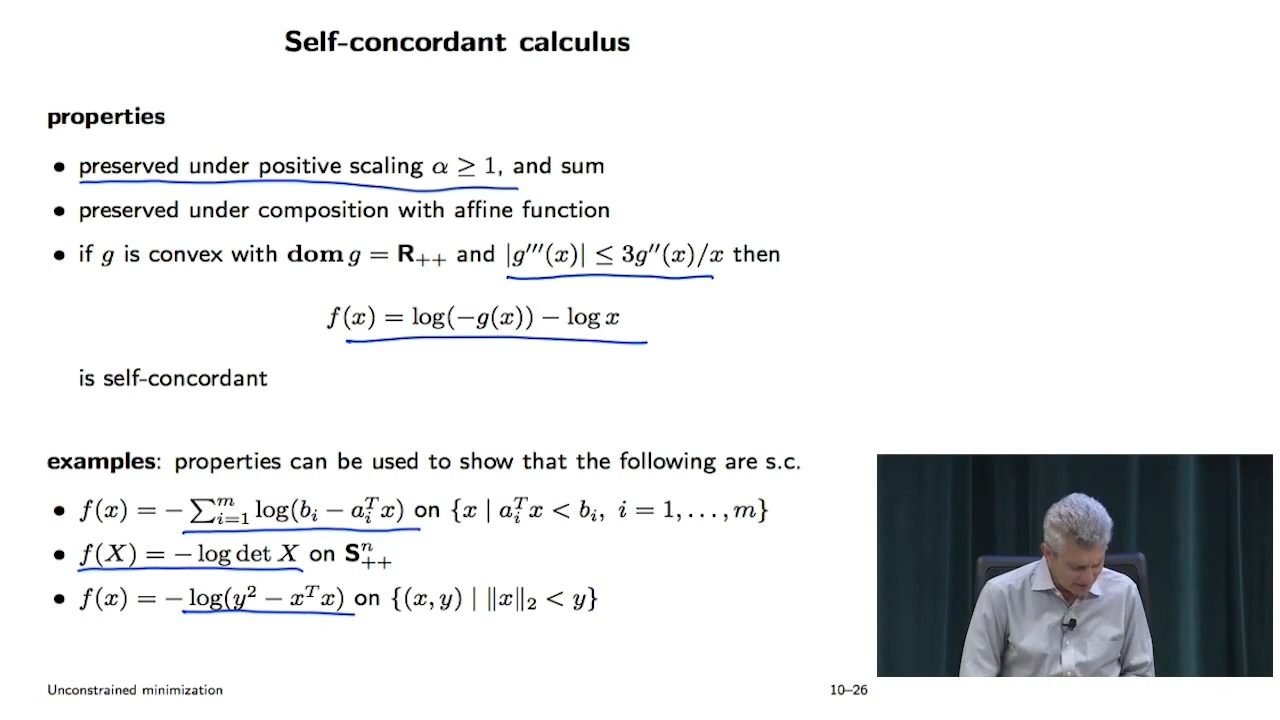 Self-concordant calculus
properties
• preserved under positive scaling α ≥ 1, and sum
• preserved under composition with affine function
• if g is convex with dom g = R₊₊ and |g′′′(x)| ≤ 3g′′(x)/x then
f(x) = log(−g(x)) − log x
is self-concordant
examples: properties can be used to show that the following are s.c.
• f(x) = −∑ᵢ₌₁ᵐ log(bᵢ − aᵢᵀx) on {x | aᵢᵀx < bᵢ, i = 1, . . . , m}
• f(X) = −log det X on Sⁿ₊₊
• f(x) = −log(y² − xᵀx) on {(x, y) | ‖x‖₂ < y}
Unconstrained minimization 10–26